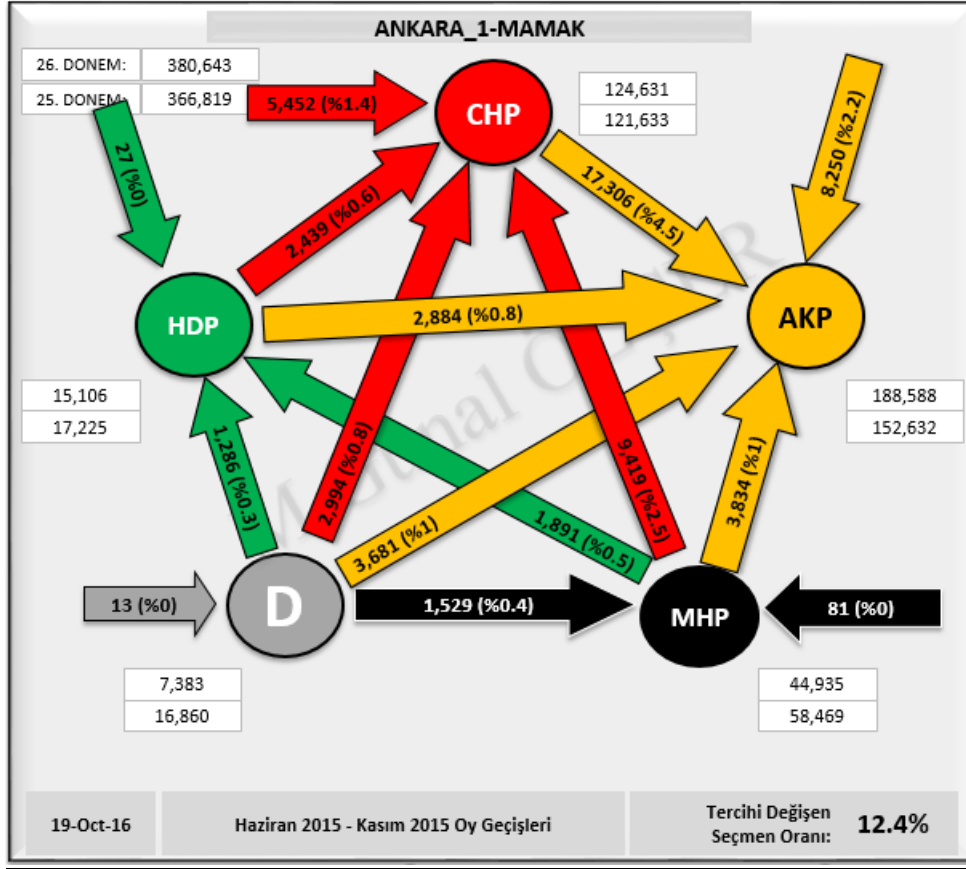 ANKARA_1-MAMAK
26. DONEM: 380,643
25. DONEM: 366,819
5,452 (%1.4)
CHP
124,631
121,633
8,250 (%2.2)
27 (%0)
2,439 (%0.6)
17,306 (%4.5)
HDP
2,884 (%0.8)
AKP
15,106
17,225
188,588
152,632
1,286 (%0.3)
2,994 (%0.8)
3,681 (%1)
1,891 (%0.5)
9,419 (%2.5)
3,834 (%1)
13 (%0)
D
1,529 (%0.4)
MHP
81 (%0)
7,383
16,860
44,935
58,469
19-Oct-16
Haziran 2015 - Kasım 2015 Oy Geçişleri
Tercihi Değişen
Seçmen Oranı: 12.4%